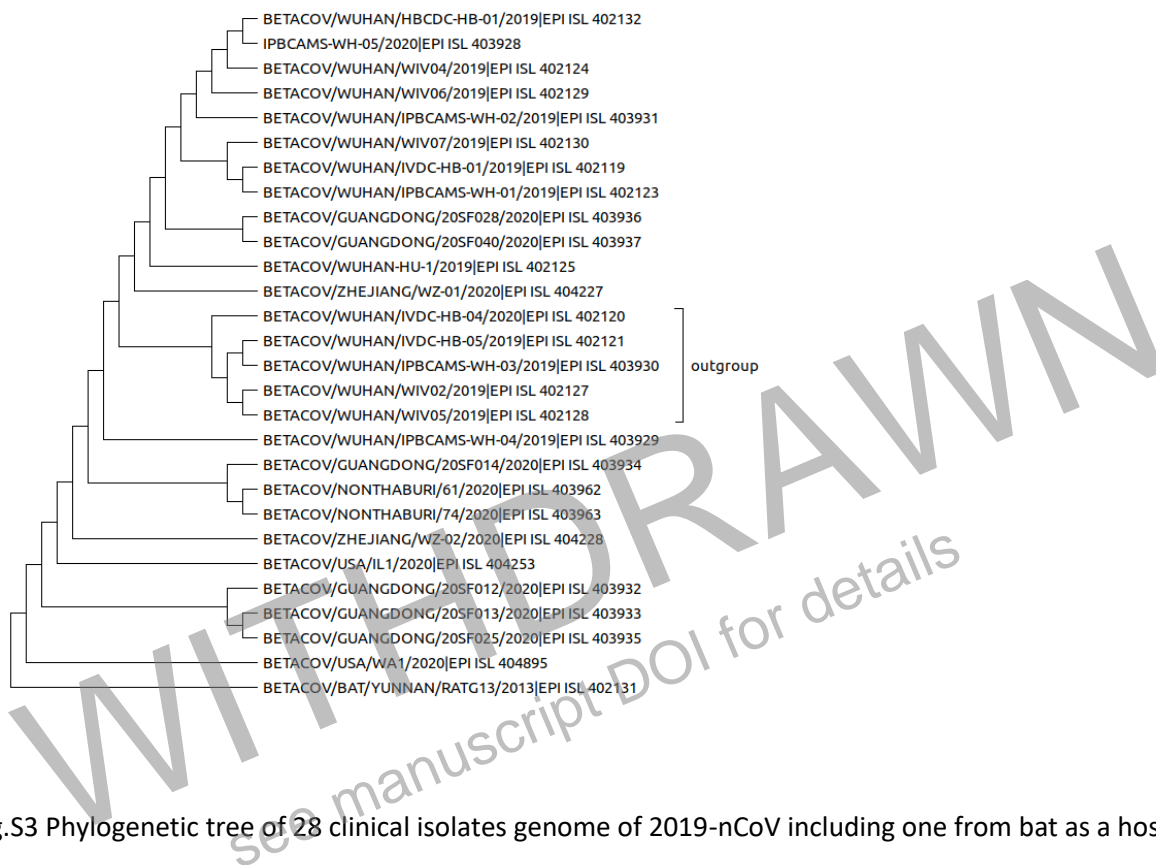 BETACOV/WUHAN/HBCDC-HB-01/2019|EPI ISL 402132
IPBCAMS-WH-05/2020|EPI ISL 403928
BETACOV/WUHAN/WIV04/2019|EPI ISL 402124
BETACOV/WUHAN/WIV06/2019|EPI ISL 402129
BETACOV/WUHAN/IPBCAMS-WH-02/2019|EPI ISL 403931
BETACOV/WUHAN/WIV07/2019|EPI ISL 402130
BETACOV/WUHAN/IVDC-HB-01/2019|EPI ISL 402119
BETACOV/WUHAN/IPBCAMS-WH-01/2019|EPI ISL 402123
BETACOV/GUANGDONG/20SF028/2020|EPI ISL 403936
BETACOV/GUANGDONG/20SF040/2020|EPI ISL 403937
BETACOV/WUHAN-HU-1/2019|EPI ISL 402125
BETACOV/ZHEJIANG/WZ-01/2020|EPI ISL 404227
BETACOV/WUHAN/IVDC-HB-04/2020|EPI ISL 402120
BETACOV/WUHAN/IVDC-HB-05/2019|EPI ISL 402121
BETACOV/WUHAN/IPBCAMS-WH-03/2019|EPI ISL 403930
outgroup
BETACOV/WUHAN/WIV02/2019|EPI ISL 402127
BETACOV/WUHAN/WIV05/2019|EPI ISL 402128
BETACOV/WUHAN/IPBCAMS-WH-04/2019|EPI ISL 403929
BETACOV/GUANGDONG/20SF014/2020|EPI ISL 403934
BETACOV/NONTHABURI/61/2020|EPI ISL 403962
BETACOV/NONTHABURI/74/2020|EPI ISL 403963
BETACOV/ZHEJIANG/WZ-02/2020|EPI ISL 404228
BETACOV/USA/IL1/2020|EPI ISL 404253
BETACOV/GUANGDONG/20SF012/2020|EPI ISL 403932
BETACOV/GUANGDONG/20SF013/2020|EPI ISL 403933
BETACOV/GUANGDONG/20SF025/2020|EPI ISL 403935
BETACOV/USA/WA1/2020|EPI ISL 404895
BETACOV/BAT/YUNNAN/RATG13/2013|EPI ISL 402131
WITHDRAWN
see manuscript DOI for details
g.S3 Phylogenetic tree of 28 clinical isolates genome of 2019-nCoV including one from bat as a hos